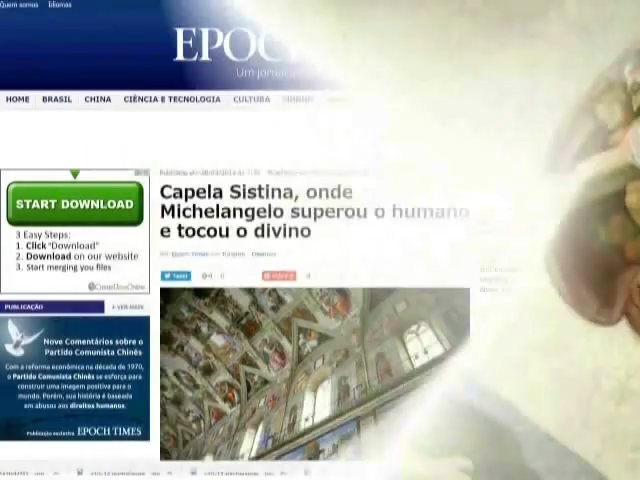 Quem somos Idiomas
EPOC
Um jorna
HOME BRASIL CHINA CIÊNCIA E TECNOLOGIA CULTURA
START DOWNLOAD
3 Easy Steps:
1. Click "Download"
2. Download on our website
3. Start merging you files
Capela Sistina, onde
Michelangelo superou o humano
e tocou o divino
Tweet
PUBLICAÇÃO + VER MAIS
Nove Comentários sobre o
Partido Comunista Chinês
Com a reforma econômica na década de 1970,
o Partido Comunista Chinês se esforça para
construir uma imagem positiva para o
mundo. Porém, sua história é baseada
em abusos aos direitos humanos.
Publicação exclusiva EPOCH TIMES